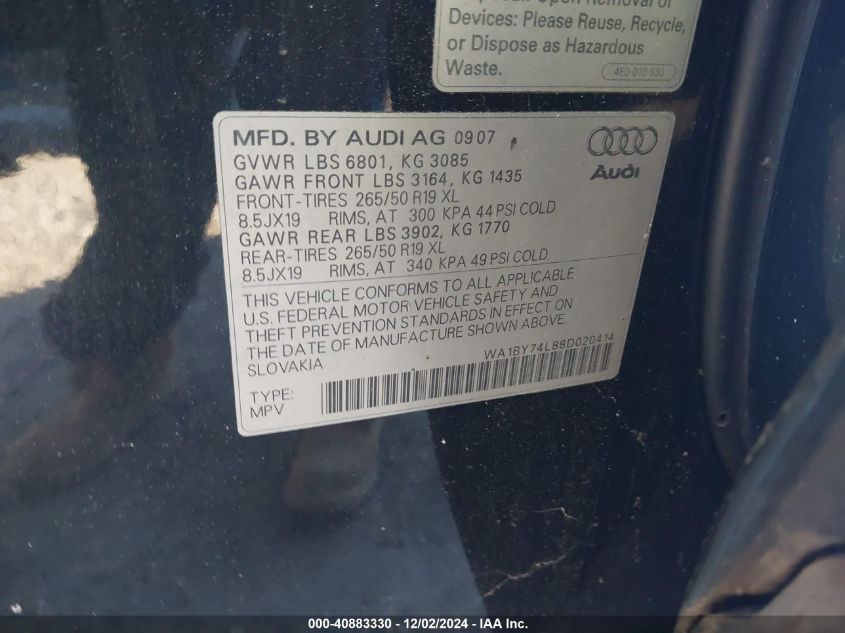 Open Removal of
Devices: Please Reuse, Recycle,
or Dispose as Hazardous
Waste.
4E0 010 530
MFD. BY AUDI AG 09 07
GVWR LBS 6801, KG 3085
GAWR FRONT LBS 3164, KG 1435
FRONT-TIRES 265/50 R19 XL
8.5JX19 RIMS, AT 300 KPA 44 PSI COLD
GAWR REAR LBS 3902, KG 1770
REAR-TIRES 265/50 R19 XL
8.5JX19 RIMS, AT 340 KPA 49 PSI COLD
Audi
THIS VEHICLE CONFORMS TO ALL APPLICABLE
U.S. FEDERAL MOTOR VEHICLE SAFETY AND
THEFT PREVENTION STANDARDS IN EFFECT ON
THE DATE OF MANUFACTURE SHOWN ABOVE.
SLOVAKIA
WA1BY74L88D020414
TYPE:
MPV
000-40883330 - 12/02/2024 - IAA Inc.